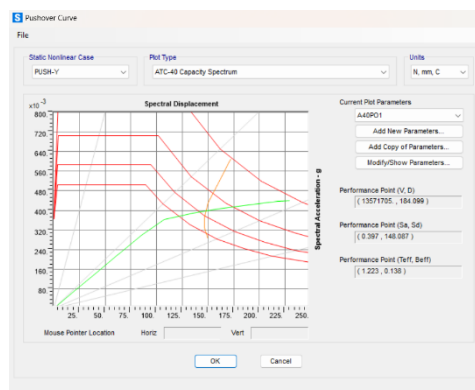 Pushover Curve
File
Static Nonlinear Case
Plot Type
Units
PUSH-Y
ATC-40 Capacity Spectrum
N, mm, C
x10 -3
Spectral Displacement
Current Plot Parameters
800.
720.
640.
560.
480.
400.
320.
240.
160.
80.
25. 50. 75. 100. 125. 150. 175. 200. 225. 250.
Spectral Acceleration - g
A40PO1
Add New Parameters...
Add Copy of Parameters...
Modify/Show Parameters...
Performance Point (V, D)
( 13571705. , 184.099 )
Performance Point (Sa, Sd)
( 0.397 , 148.087 )
Performance Point (Teff, Beff)
( 1.223 , 0.138 )
Mouse Pointer Location Horiz Vert
OK Cancel